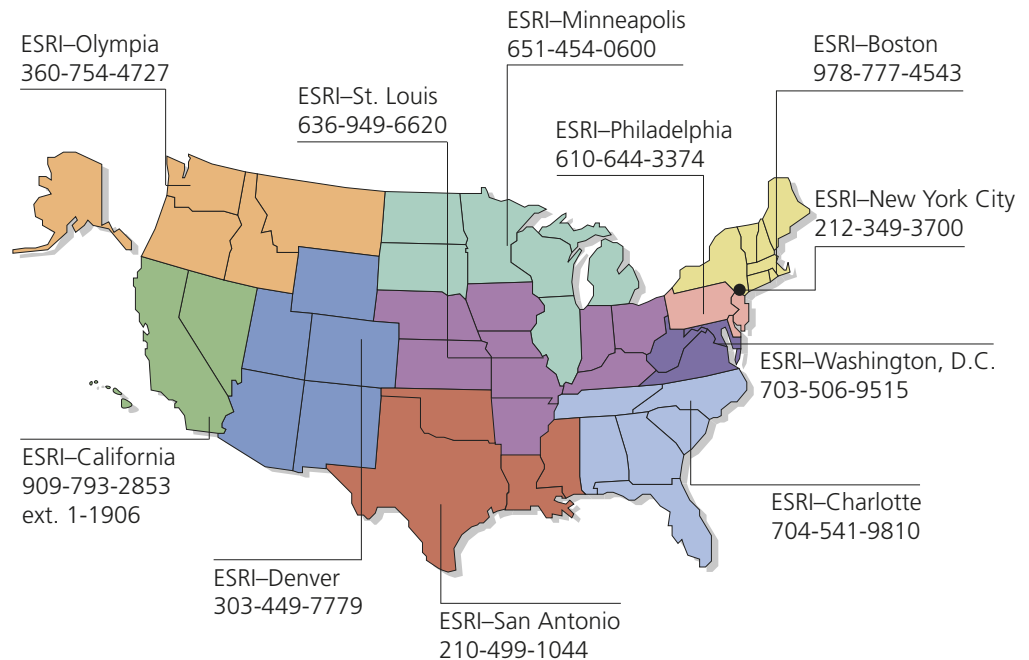 ESRI–Minneapolis
651-454-0600
ESRI–Olympia
360-754-4727
ESRI–Boston
978-777-4543
ESRI–St. Louis
636-949-6620
ESRI–Philadelphia
610-644-3374
ESRI–New York City
212-349-3700
ESRI–Washington, D.C.
703-506-9515
ESRI–California
909-793-2853
ext. 1-1906
ESRI–Charlotte
704-541-9810
ESRI–Denver
303-449-7779
ESRI–San Antonio
210-499-1044